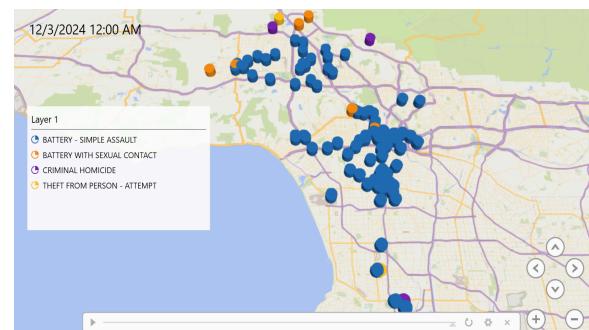 12/3/2024 12:00 AM
Layer 1
BATTERY - SIMPLE ASSAULT
BATTERY WITH SEXUAL CONTACT
CRIMINAL HOMICIDE
THEFT FROM PERSON - ATTEMPT